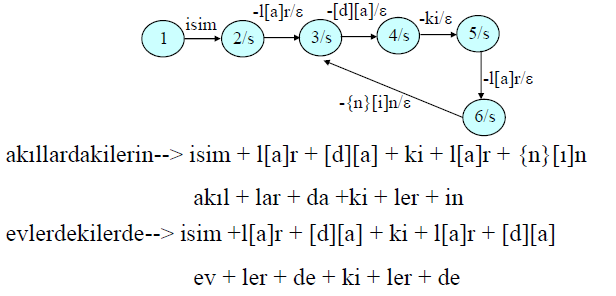 isim -l[a]r/ε -[d][a]/ε -ki/ε
1 2/s 3/s 4/s 5/s
-l[a]r/ε
-{n}[i]n/ε
6/s
akıllardakilerin--> isim + l[a]r + [d][a] + ki + l[a]r + {n}[ı]n
akıl + lar + da +ki + ler + in
evlerdekilerde--> isim +l[a]r + [d][a] + ki + l[a]r + [d][a]
ev + ler + de + ki + ler + de